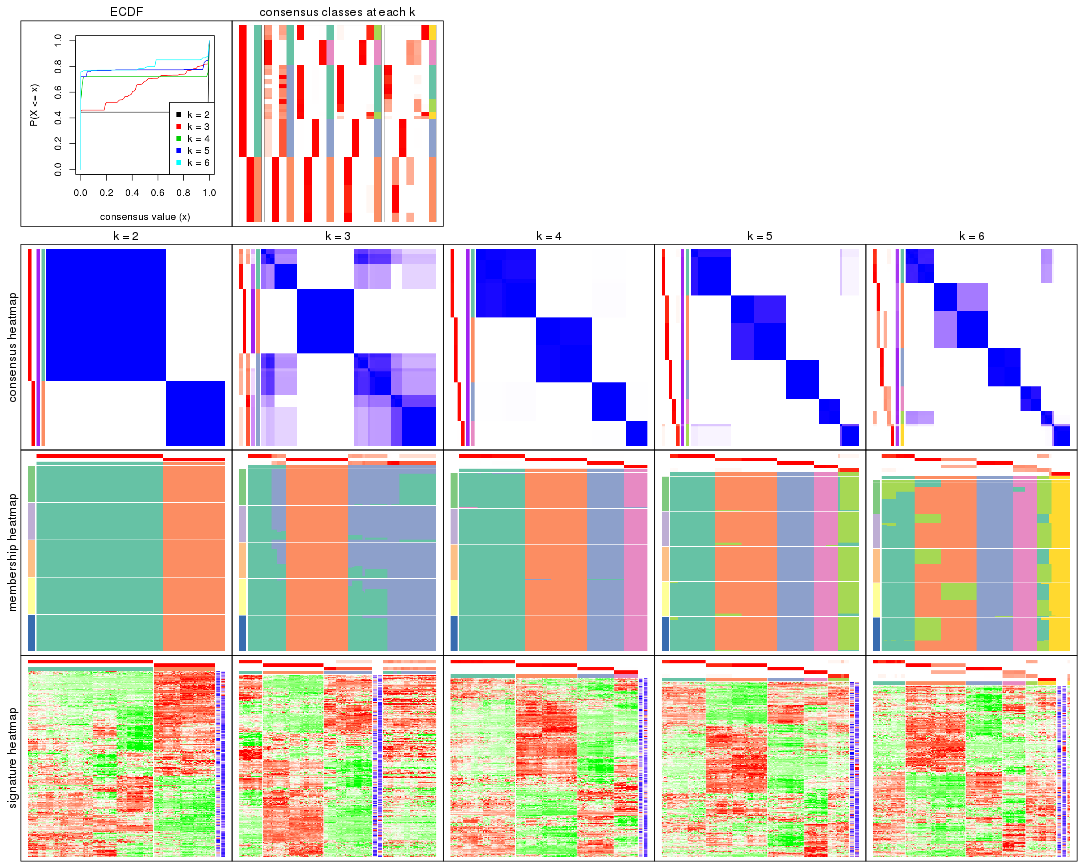 ECDF
consensus classes at each k
P(X <= x)
0.0 0.2 0.4 0.6 0.8 1.0
k = 2
k = 3
k = 4
k = 5
k = 6
0.0 0.2 0.4 0.6 0.8 1.0
consensus value (x)
k = 2
k = 3
k = 4
k = 5
k = 6
consensus heatmap
membership heatmap
signature heatmap